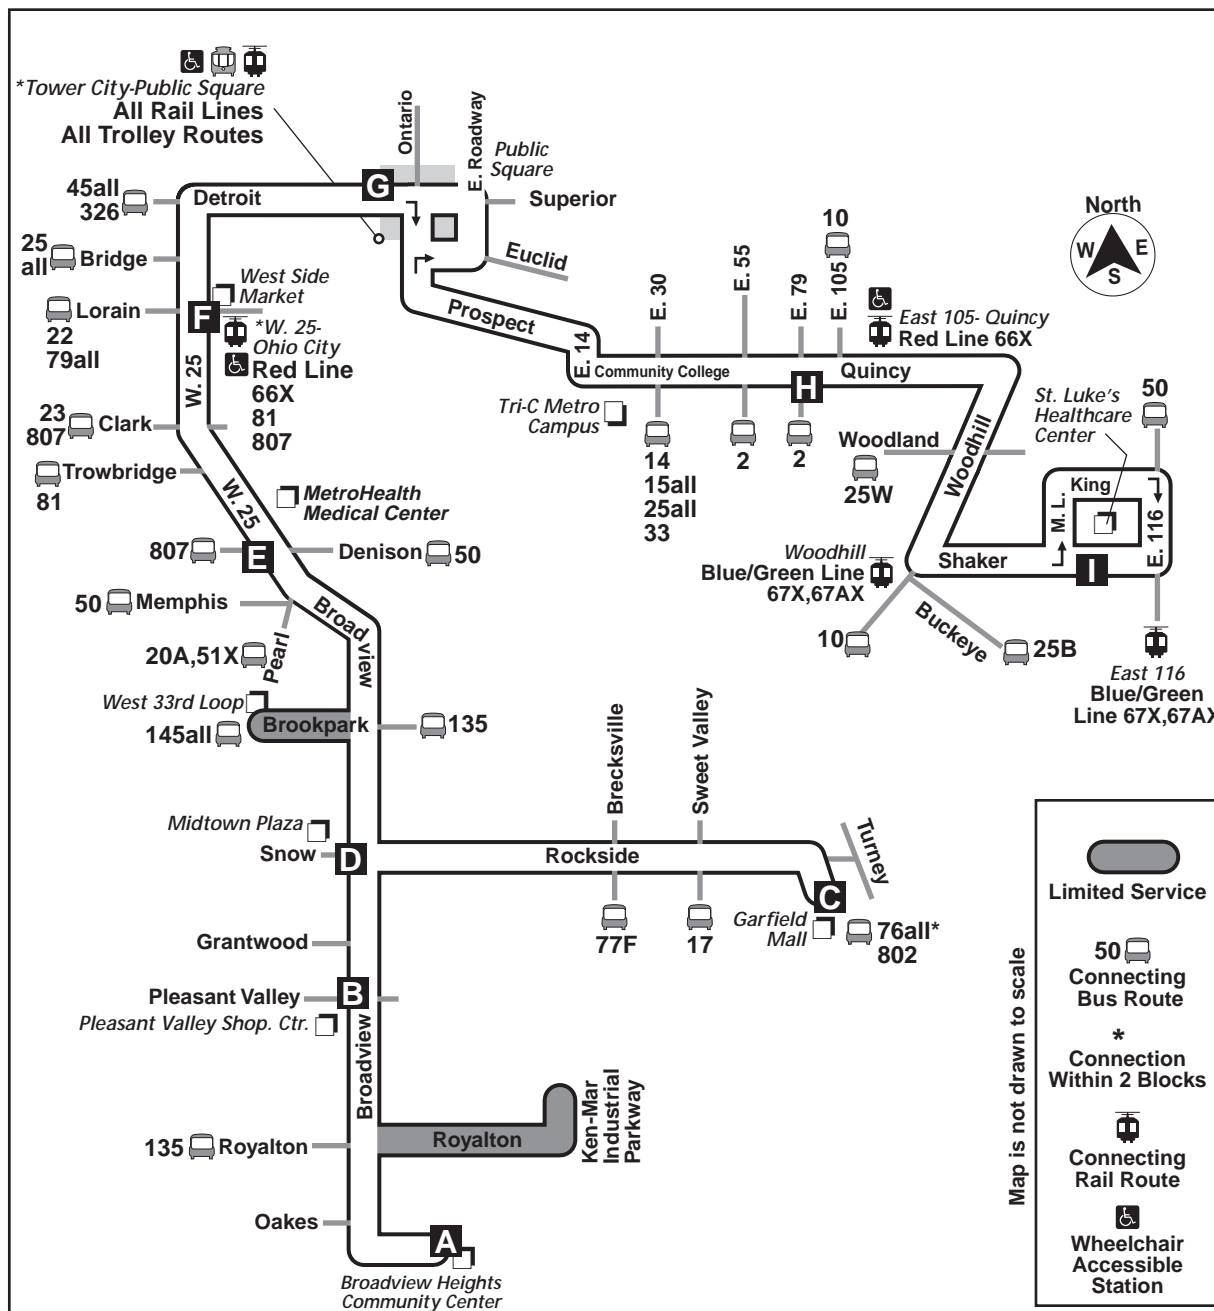 *Tower City-Public Square
All Rail Lines
All Trolley Routes
Ontario
E. Roadway
Public
Square
G
45all
326
Detroit
Superior
25
all
Bridge
Euclid
10
North
W
E
S
West Side
Market
Lorain
22
79all
F
*W. 25-
Ohio City
Red Line
66X
81
807
W. 25
Prospect
E. 14
E. 30
E. 55
E. 79
E. 105
East 105- Quincy
Red Line 66X
Community College
H
Quincy
Tri-C Metro
Campus
14
15all
25all
33
2
2
Woodland
25W
Woodhill
St. Luke's
Healthcare
Center
50
King
M. L.
E. 116
23
807
Clark
Trowbridge
81
W. 25
MetroHealth
Medical Center
807
E
Denison
50
Woodhill
Blue/Green Line
67X,67AX
Shaker
I
50
Memphis
Broadview
20A,51X
Pearl
10
Buckeye
25B
East 116
Blue/Green
Line 67X,67AX
West 33rd Loop
Brookpark
145all
135
Brecksville
Sweet Valley
Midtown Plaza
Snow
D
Rockside
Turney
C
Garfield
Mall
77F
17
76all*
802
Grantwood
Pleasant Valley
B
Pleasant Valley Shop. Ctr.
Broadview
135
Royalton
Royalton
Ken-Mar
Industrial
Parkway
Oakes
A
Broadview Heights
Community Center
Map is not drawn to scale
Limited Service
50
Connecting
Bus Route
*
Connection
Within 2 Blocks
Connecting
Rail Route
Wheelchair
Accessible
Station